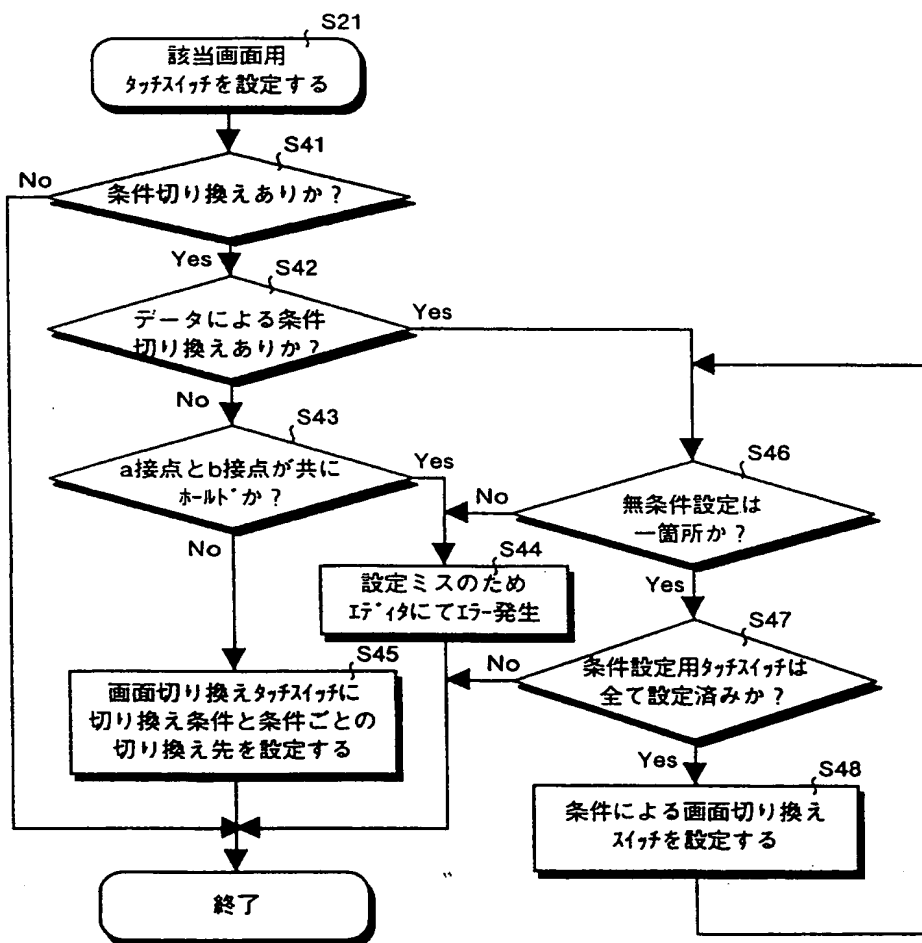 S21
該当画面用
ﾀｯﾁｽｲｯﾁを設定する
S41
No
条件切り換えありか？
Yes
S42
データによる条件
切り換えありか？
Yes
No
S43
a接点とb接点が共に
ﾎｰﾙﾄﾞか？
Yes
No
S46
無条件設定は
一箇所か？
No
Yes
S44
設定ミスのため
ｴﾃﾞｨﾀにてｴﾗｰ発生
S47
条件設定用ﾀｯﾁｽｲｯﾁは
全て設定済みか？
No
Yes
S45
画面切り換えﾀｯﾁｽｲｯﾁに
切り換え条件と条件ごとの
切り換え先を設定する
S48
条件による画面切り換え
ｽｲｯﾁを設定する
終了